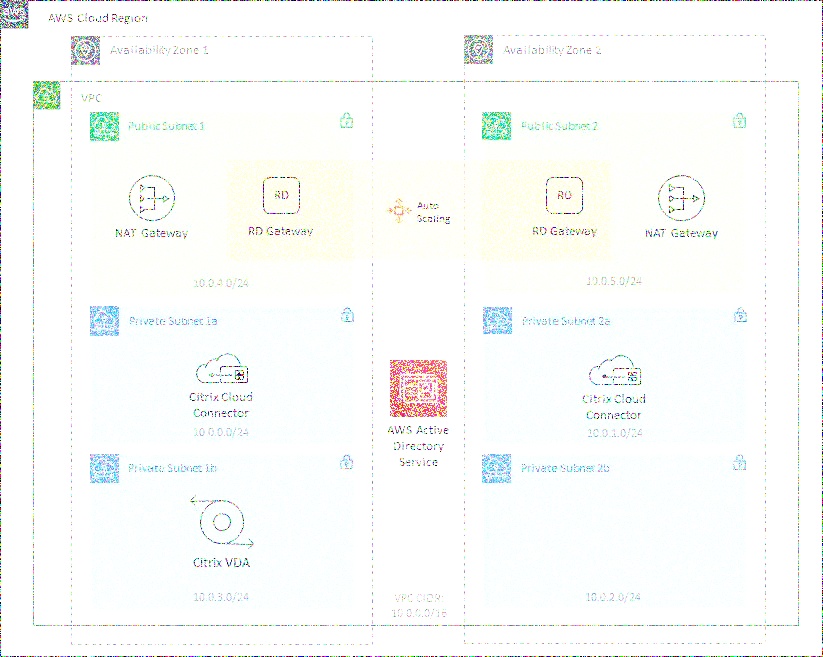 AWS Cloud Region
Availability Zone 1
Availability Zone 2
VPC
Public Subnet 1
Public Subnet 2
RD
RD
NAT Gateway
RD Gateway
Auto
Scaling
RD Gateway
NAT Gateway
10.0.4.0/24
10.0.5.0/24
Private Subnet 1a
Private Subnet 2a
Citrix Cloud
Connector
10.0.0.0/24
Citrix Cloud
Connector
10.0.1.0/24
AWS Active
Directory
Service
Private Subnet 1b
Private Subnet 2b
Citrix VDA
10.0.3.0/24
VPC CIDR:
10.0.0.0/16
10.0.2.0/24